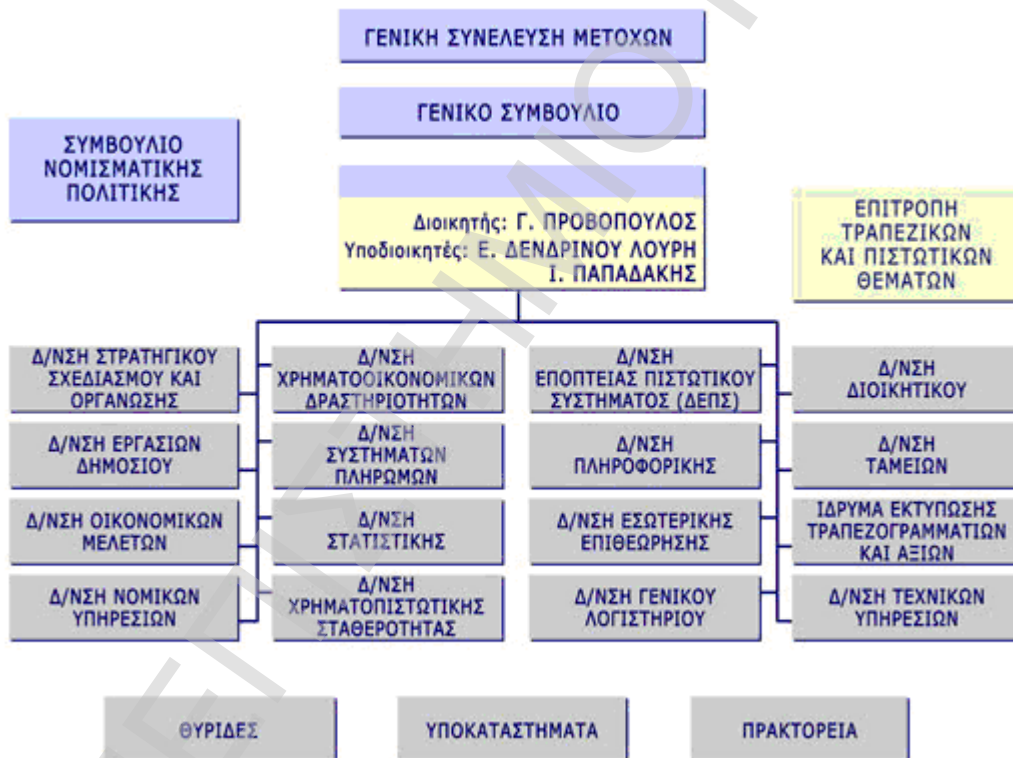 ΓΕΝΙΚΗ ΣΥΝΕΛΕΥΣΗ ΜΕΤΟΧΩΝ
ΓΕΝΙΚΟ ΣΥΜΒΟΥΛΙΟ
ΣΥΜΒΟΥΛΙΟ
ΝΟΜΙΣΜΑΤΙΚΗΣ
ΠΟΛΙΤΙΚΗΣ
Διοικητής: Γ. ΠΡΟΒΟΠΟΥΛΟΣ
Υποδιοικητές: Ε. ΔΕΝΔΡΙΝΟΥ ΛΟΥΡΗ
Ι. ΠΑΠΑΔΑΚΗΣ
ΕΠΙΤΡΟΠΗ
ΤΡΑΠΕΖΙΚΩΝ
ΚΑΙ ΠΙΣΤΩΤΙΚΩΝ
ΘΕΜΑΤΩΝ
Δ/ΝΣΗ ΣΤΡΑΤΗΓΙΚΟΥ
ΣΧΕΔΙΑΣΜΟΥ ΚΑΙ
ΟΡΓΑΝΩΣΗΣ
Δ/ΝΣΗ
ΧΡΗΜΑΤΟΟΙΚΟΝΟΜΙΚΩΝ
ΔΡΑΣΤΗΡΙΟΤΗΤΩΝ
Δ/ΝΣΗ
ΕΠΟΠΤΕΙΑΣ ΠΙΣΤΩΤΙΚΟΥ
ΣΥΣΤΗΜΑΤΟΣ (ΔΕΠΣ)
Δ/ΝΣΗ
ΔΙΟΙΚΗΤΙΚΟΥ
Δ/ΝΣΗ ΕΡΓΑΣΙΩΝ
ΔΗΜΟΣΙΟΥ
Δ/ΝΣΗ
ΣΥΣΤΗΜΑΤΩΝ
ΠΛΗΡΩΜΩΝ
Δ/ΝΣΗ
ΠΛΗΡΟΦΟΡΙΚΗΣ
Δ/ΝΣΗ
ΤΑΜΕΙΩΝ
Δ/ΝΣΗ ΟΙΚΟΝΟΜΙΚΩΝ
ΜΕΛΕΤΩΝ
Δ/ΝΣΗ
ΣΤΑΤΙΣΤΙΚΗΣ
Δ/ΝΣΗ ΕΣΩΤΕΡΙΚΗΣ
ΕΠΙΘΕΩΡΗΣΗΣ
ΙΔΡΥΜΑ ΕΚΤΥΠΩΣΗΣ
ΤΡΑΠΕΖΟΓΡΑΜΜΑΤΙΩΝ
ΚΑΙ ΑΞΙΩΝ
Δ/ΝΣΗ ΝΟΜΙΚΩΝ
ΥΠΗΡΕΣΙΩΝ
Δ/ΝΣΗ
ΧΡΗΜΑΤΟΠΙΣΤΩΤΙΚΗΣ
ΣΤΑΘΕΡΟΤΗΤΑΣ
Δ/ΝΣΗ ΓΕΝΙΚΟΥ
ΛΟΓΙΣΤΗΡΙΟΥ
Δ/ΝΣΗ ΤΕΧΝΙΚΩΝ
ΥΠΗΡΕΣΙΩΝ
ΘΥΡΙΔΕΣ
ΥΠΟΚΑΤΑΣΤΗΜΑΤΑ
ΠΡΑΚΤΟΡΕΙΑ